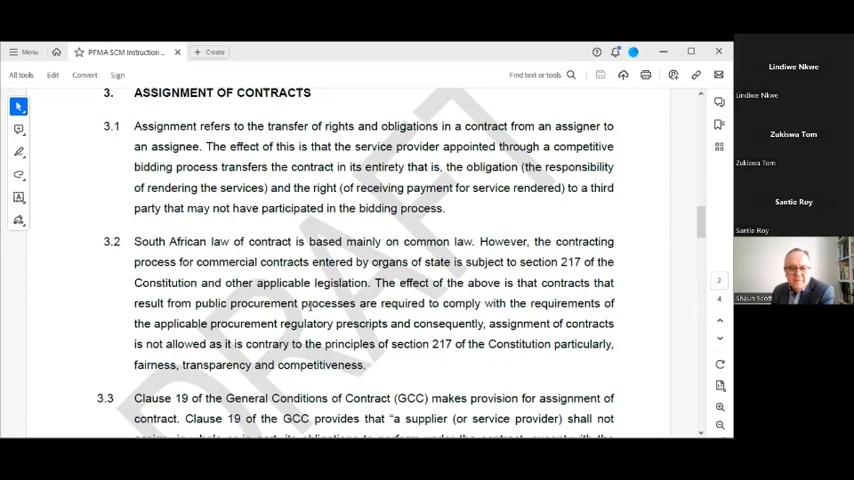 Menu
PFMA SCM Instruction ...
Create
All tools
Edit
Convert
Sign
Find text or tools
3. ASSIGNMENT OF CONTRACTS
3.1 Assignment refers to the transfer of rights and obligations in a contract from an assigner to
an assignee. The effect of this is that the service provider appointed through a competitive
bidding process transfers the contract in its entirety that is, the obligation (the responsibility
of rendering the services) and the right (of receiving payment for service rendered) to a third
party that may not have participated in the bidding process.
3.2 South African law of contract is based mainly on common law. However, the contracting
process for commercial contracts entered by organs of state is subject to section 217 of the
Constitution and other applicable legislation. The effect of the above is that contracts that
result from public procurement processes are required to comply with the requirements of
the applicable procurement regulatory prescripts and consequently, assignment of contracts
is not allowed as it is contrary to the principles of section 217 of the Constitution particularly,
fairness, transparency and competitiveness.
3.3 Clause 19 of the General Conditions of Contract (GCC) makes provision for assignment of
contract. Clause 19 of the GCC provides that “a supplier (or service provider) shall not
DRAFT
2
4
Lindiwe Nkwe
Lindiwe Nkwe
Zukiswa Tom
Zukiswa Tom
Santie Roy
Santie Roy
Shaun Scott